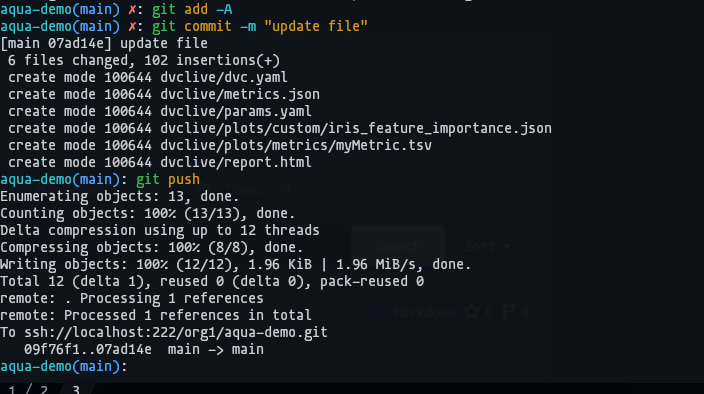 aqua-demo(main) ✗: git add -A
aqua-demo(main) ✗: git commit -m "update file"
[main 07ad14e] update file
 6 files changed, 102 insertions(+)
 create mode 100644 dvclive/dvc.yaml
 create mode 100644 dvclive/metrics.json
 create mode 100644 dvclive/params.yaml
 create mode 100644 dvclive/plots/custom/iris_feature_importance.json
 create mode 100644 dvclive/plots/metrics/myMetric.tsv
 create mode 100644 dvclive/report.html
aqua-demo(main): git push
Enumerating objects: 13, done.
Counting objects: 100% (13/13), done.
Delta compression using up to 12 threads
Compressing objects: 100% (8/8), done.
Writing objects: 100% (12/12), 1.96 KiB | 1.96 MiB/s, done.
Total 12 (delta 1), reused 0 (delta 0), pack-reused 0
remote: . Processing 1 references
remote: Processed 1 references in total
To ssh://localhost:222/org1/aqua-demo.git
   09f76f1..07ad14e  main -> main
aqua-demo(main):
1 / 2 3
Search Sort